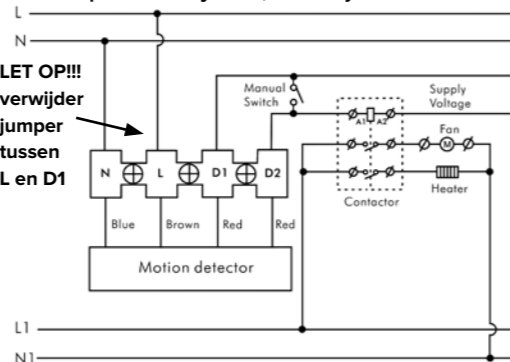 L
N
LET OP!!!
verwijder
jumper
tussen
L en D1
Manual
Switch
Supply
Voltage
A1 A2
Fan
M
Heater
Contactor
N L D1 D2
Blue Brown Red Red
Motion detector
L1
N1